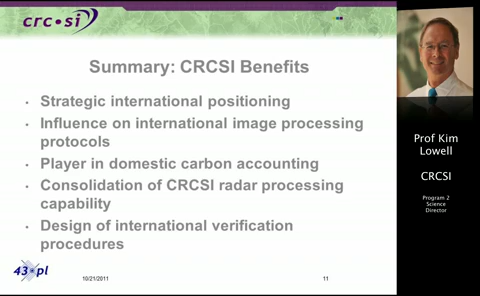 crc•si
Summary: CRCSI Benefits
• Strategic international positioning
• Influence on international image processing
protocols
• Player in domestic carbon accounting
• Consolidation of CRCSI radar processing
capability
• Design of international verification
procedures
43 pl
10/21/2011
11
Prof Kim
Lowell
CRCSI
Program 2
Science
Director